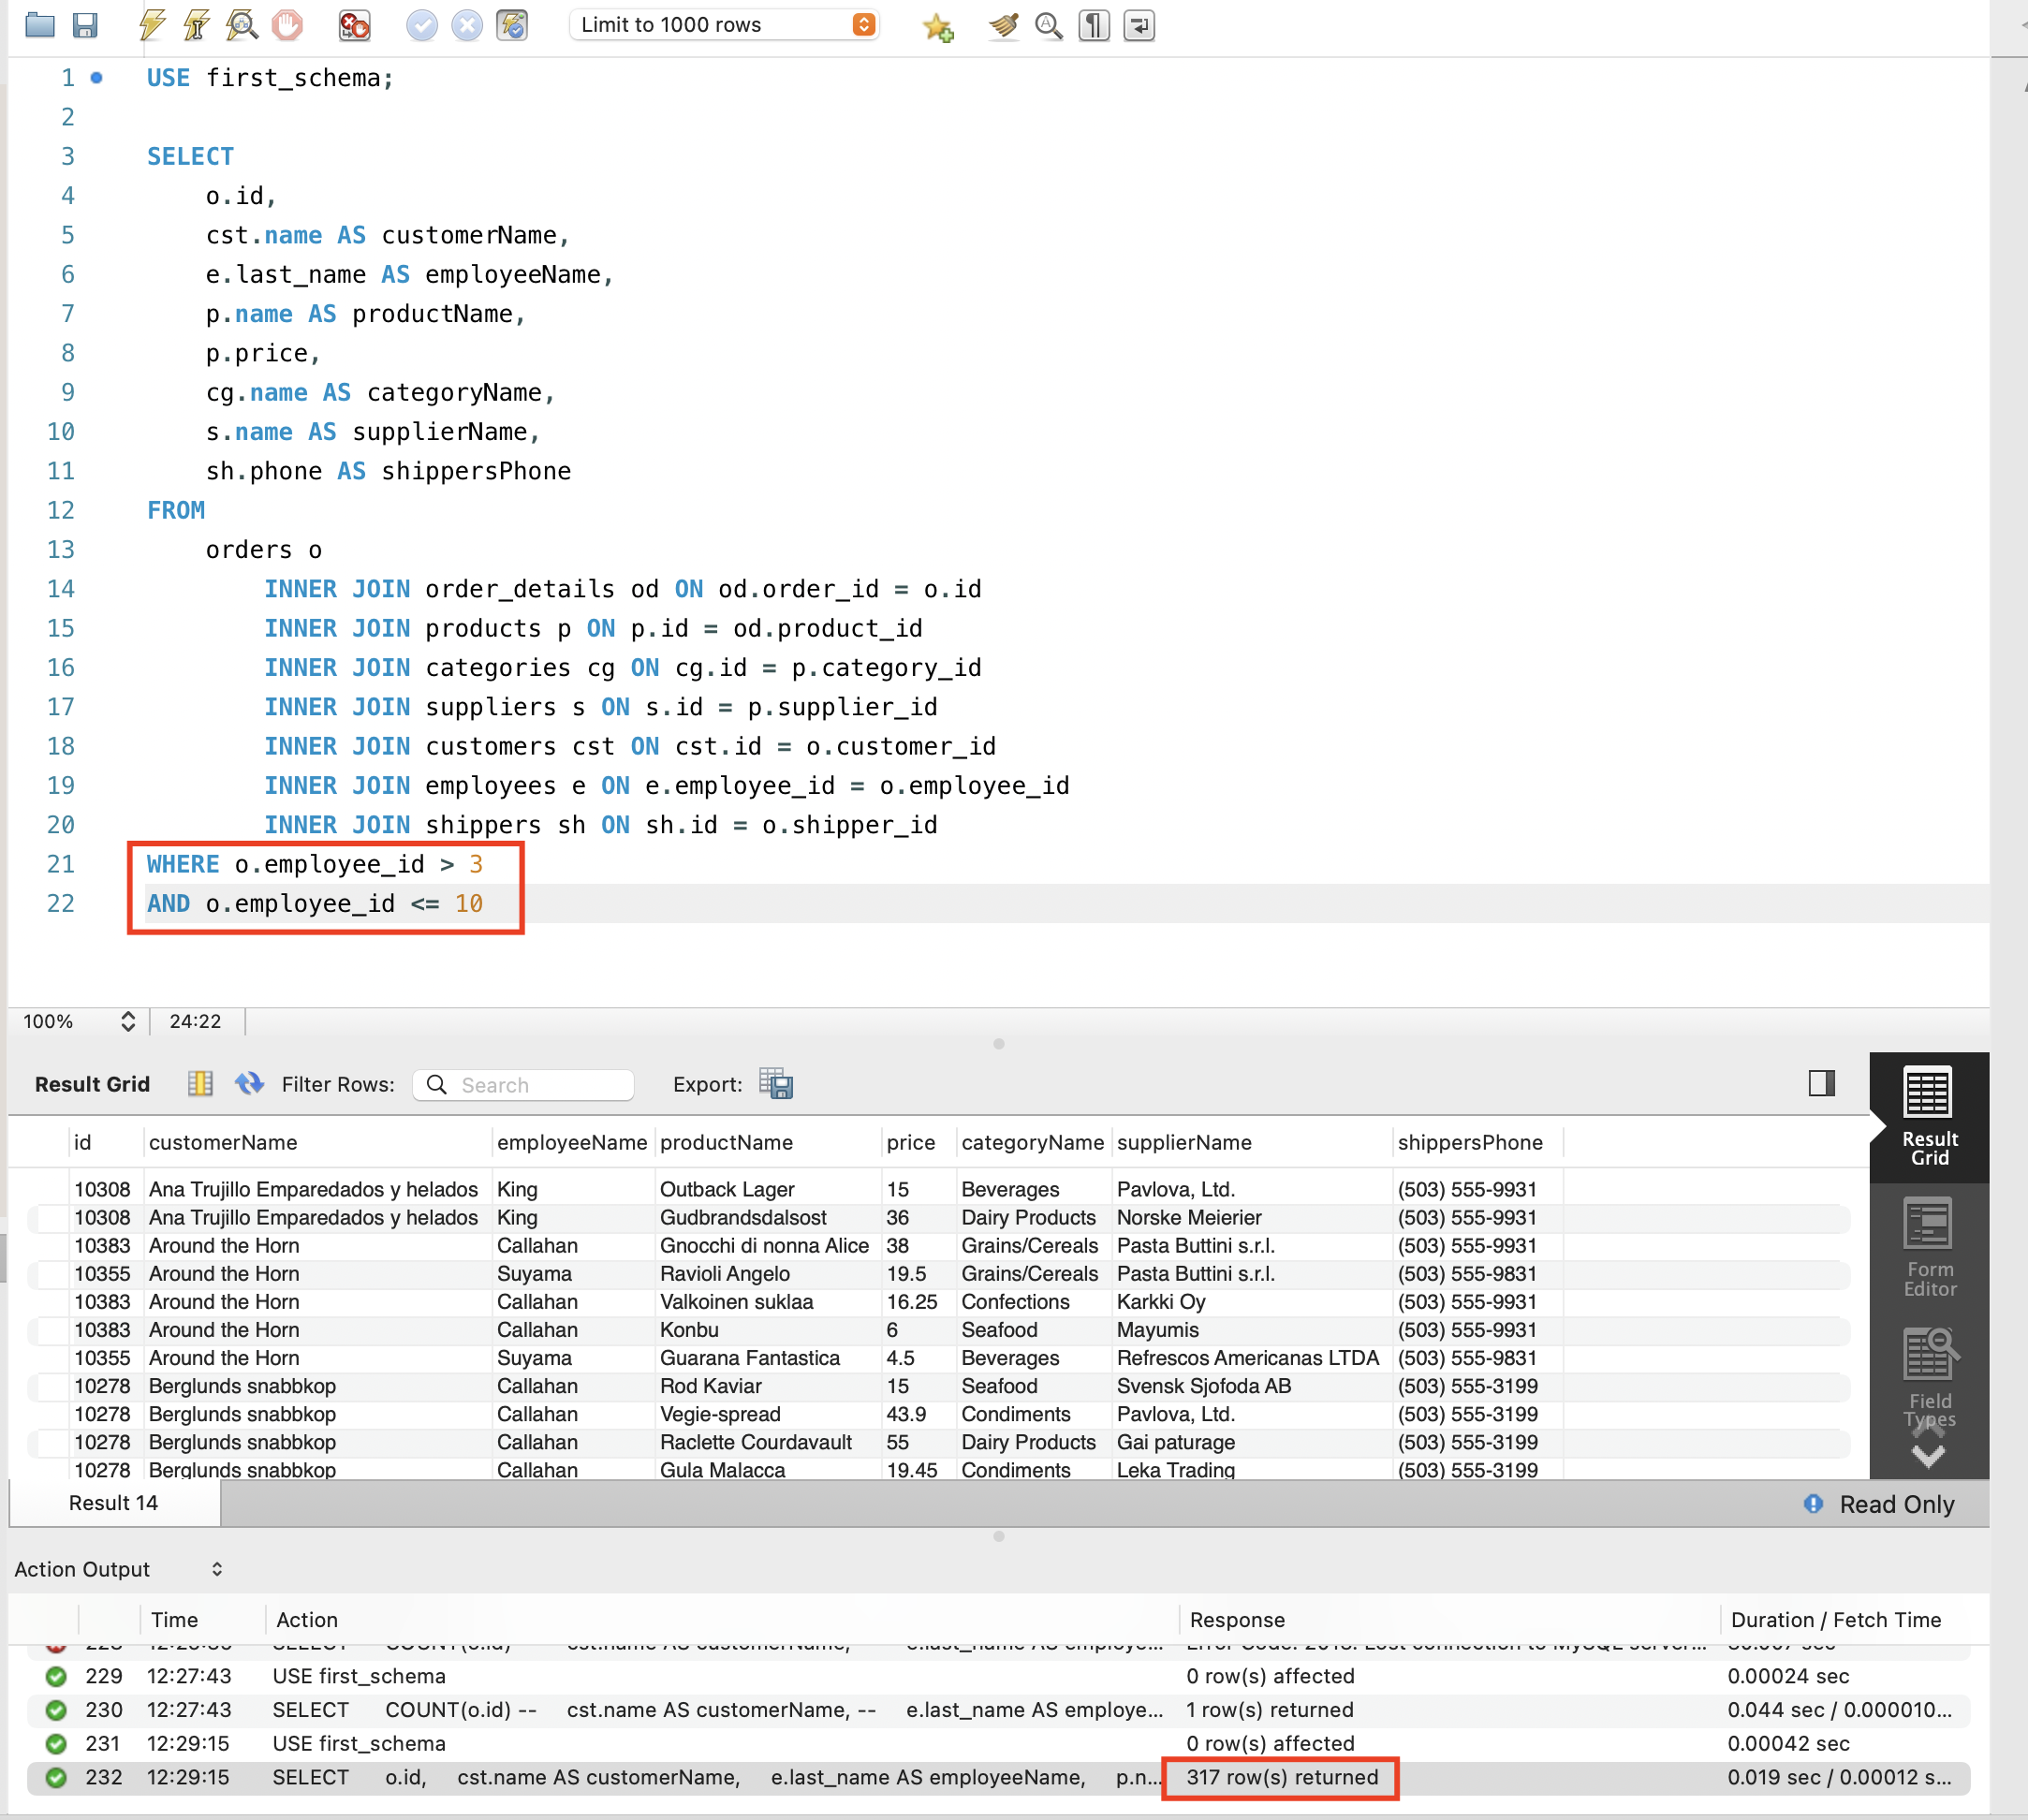 Limit to 1000 rows
1 USE first_schema;
2
3 SELECT
4 o.id,
5 cst.name AS customerName,
6 e.last_name AS employeeName,
7 p.name AS productName,
8 p.price,
9 cg.name AS categoryName,
10 s.name AS supplierName,
11 sh.phone AS shippersPhone
12 FROM
13 orders o
14 INNER JOIN order_details od ON od.order_id = o.id
15 INNER JOIN products p ON p.id = od.product_id
16 INNER JOIN categories cg ON cg.id = p.category_id
17 INNER JOIN suppliers s ON s.id = p.supplier_id
18 INNER JOIN customers cst ON cst.id = o.customer_id
19 INNER JOIN employees e ON e.employee_id = o.employee_id
20 INNER JOIN shippers sh ON sh.id = o.shipper_id
21 WHERE o.employee_id > 3
22 AND o.employee_id <= 10
100% 24:22
Result Grid Filter Rows: Search Export:
id customerName employeeName productName price categoryName supplierName shippersPhone
10308 Ana Trujillo Emparedados y helados King Outback Lager 15 Beverages Pavlova, Ltd. (503) 555-9931
10308 Ana Trujillo Emparedados y helados King Gudbrandsdalsost 36 Dairy Products Norske Meierier (503) 555-9931
10383 Around the Horn Callahan Gnocchi di nonna Alice 38 Grains/Cereals Pasta Buttini s.r.l. (503) 555-9931
10355 Around the Horn Suyama Ravioli Angelo 19.5 Grains/Cereals Pasta Buttini s.r.l. (503) 555-9831
10383 Around the Horn Callahan Valkoinen suklaa 16.25 Confections Karkki Oy (503) 555-9931
10383 Around the Horn Callahan Konbu 6 Seafood Mayumis (503) 555-9931
10355 Around the Horn Suyama Guarana Fantastica 4.5 Beverages Refrescos Americanas LTDA (503) 555-9831
10278 Berglunds snabbkop Callahan Rod Kaviar 15 Seafood Svensk Sjofoda AB (503) 555-3199
10278 Berglunds snabbkop Callahan Vegie-spread 43.9 Condiments Pavlova, Ltd. (503) 555-3199
10278 Berglunds snabbkop Callahan Raclette Courdavault 55 Dairy Products Gai paturage (503) 555-3199
10278 Berglunds snabbkop Callahan Gula Malacca 19.45 Condiments Leka Trading (503) 555-3199
Result
Grid
Form
Editor
Field
Types
Result 14 Read Only
Action Output
Time Action Response Duration / Fetch Time
SELECT COUNT(o.id) cst.name AS customerName, e.last_name AS employe... Error Code: 2013. Lost connection to MySQL server...
229 12:27:43 USE first_schema 0 row(s) affected 0.00024 sec
230 12:27:43 SELECT COUNT(o.id) -- cst.name AS customerName, -- e.last_name AS employe... 1 row(s) returned 0.044 sec / 0.000010...
231 12:29:15 USE first_schema 0 row(s) affected 0.00042 sec
232 12:29:15 SELECT o.id, cst.name AS customerName, e.last_name AS employeeName, p.n... 317 row(s) returned 0.019 sec / 0.00012 s...